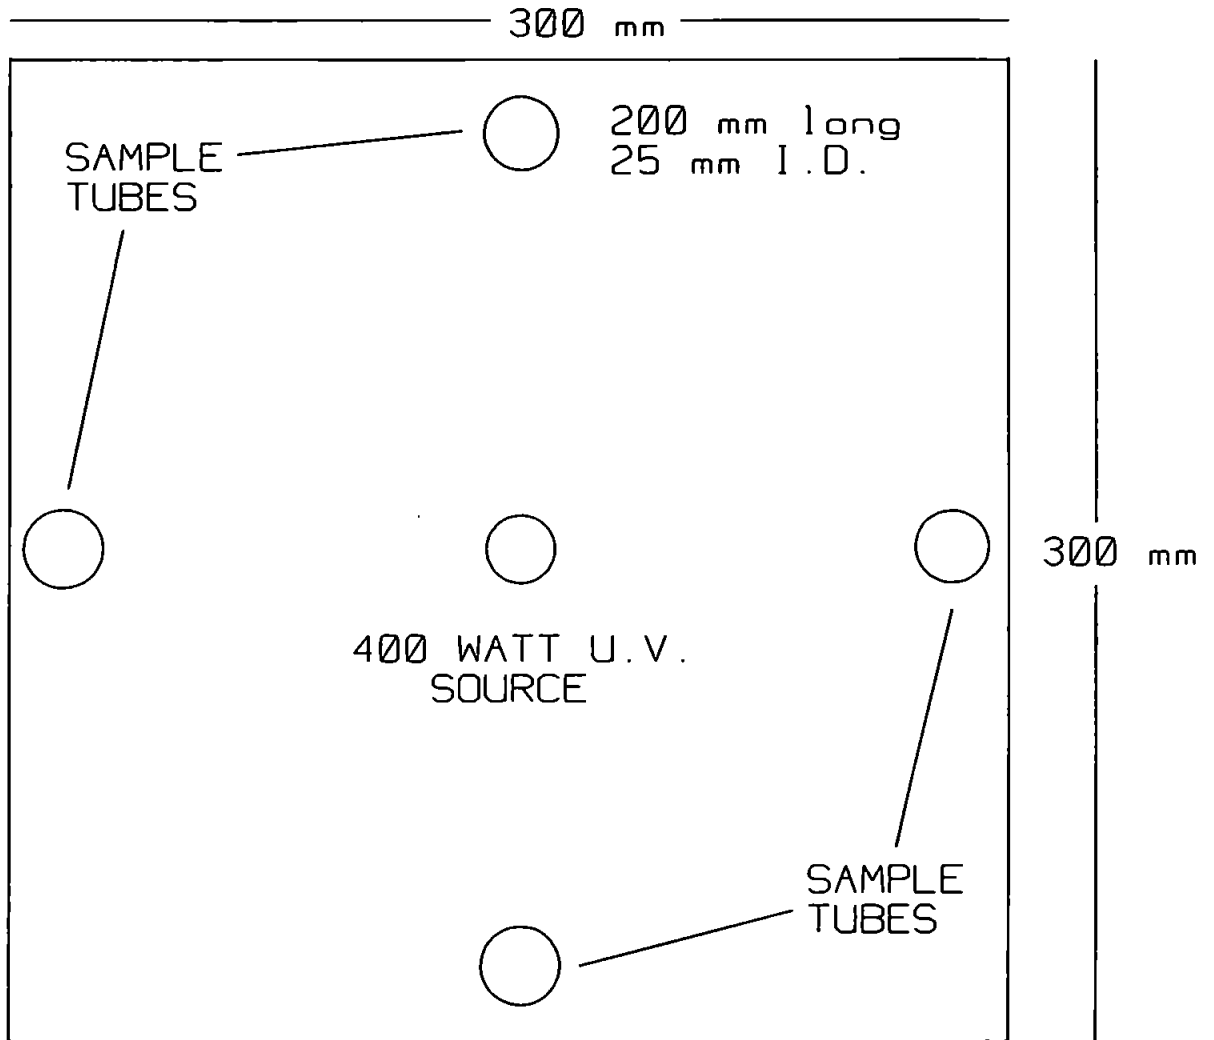 300 mm
200 mm long
25 mm I.D.
SAMPLE
TUBES
300 mm
400 WATT U.V.
SOURCE
SAMPLE
TUBES